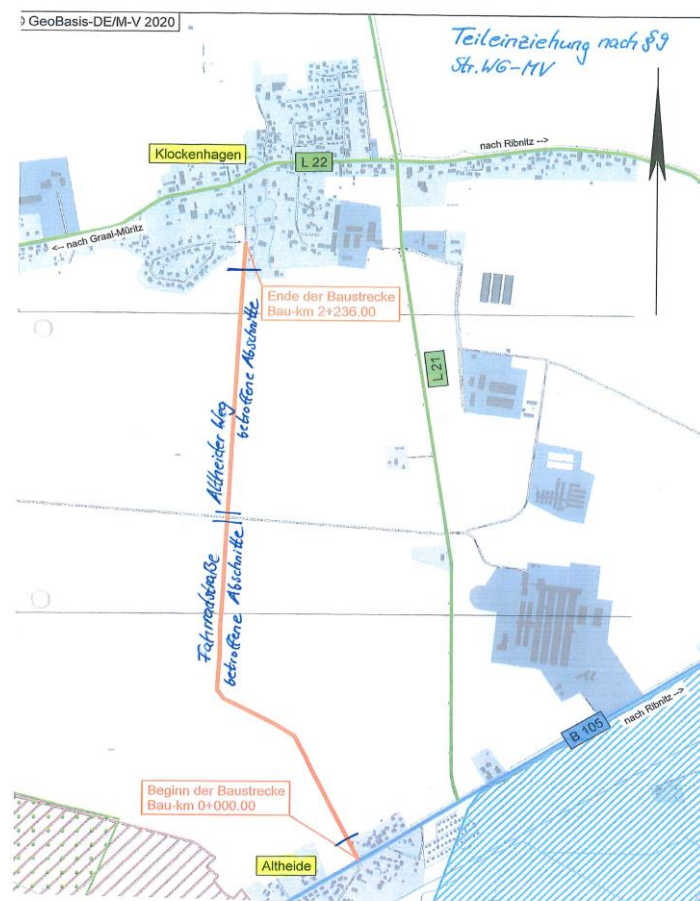 © GeoBasis-DE/M-V 2020
Teileinziehung nach §9
Str.WG-MV
Klockenhagen
L 22
nach Ribnitz -->
<-- nach Graal-Müritz
Ende der Baustrecke
Bau-km 2+236.00
L 21
Altheider Weg
betroffene Abschnitte
Fahrradstraße
betroffene Abschnitte
B 105
nach Ribnitz -->
Beginn der Baustrecke
Bau-km 0+000.00
Altheide